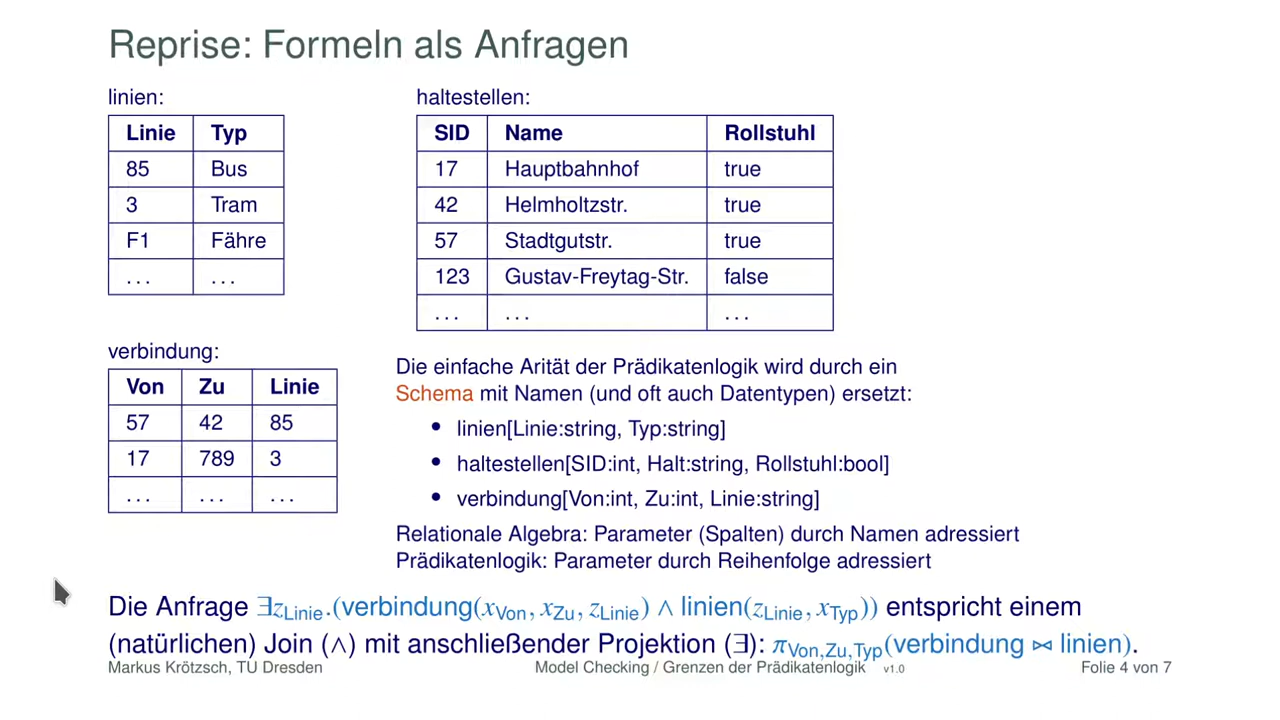 Reprise: Formeln als Anfragen
linien:
Linie Typ
85 Bus
3 Tram
F1 Fähre
. . . . . .
haltestellen:
SID Name Rollstuhl
17 Hauptbahnhof true
42 Helmholtzstr. true
57 Stadtgutstr. true
123 Gustav-Freytag-Str. false
. . . . . . . . .
verbindung:
Von Zu Linie
57 42 85
17 789 3
. . . . . . . . .
Die einfache Arität der Prädikatenlogik wird durch ein
Schema mit Namen (und oft auch Datentypen) ersetzt:
• linien[Linie:string, Typ:string]
• haltestellen[SID:int, Halt:string, Rollstuhl:bool]
• verbindung[Von:int, Zu:int, Linie:string]
Relationale Algebra: Parameter (Spalten) durch Namen adressiert
Prädikatenlogik: Parameter durch Reihenfolge adressiert
Die Anfrage ∃z_Linie.(verbindung(x_Von, x_Zu, z_Linie) ∧ linien(z_Linie, x_Typ)) entspricht einem
(natürlichen) Join (∧) mit anschließender Projektion (∃): π_Von,Zu,Typ(verbindung ⋈ linien).
Markus Krötzsch, TU Dresden Model Checking / Grenzen der Prädikatenlogik v1.0 Folie 4 von 7